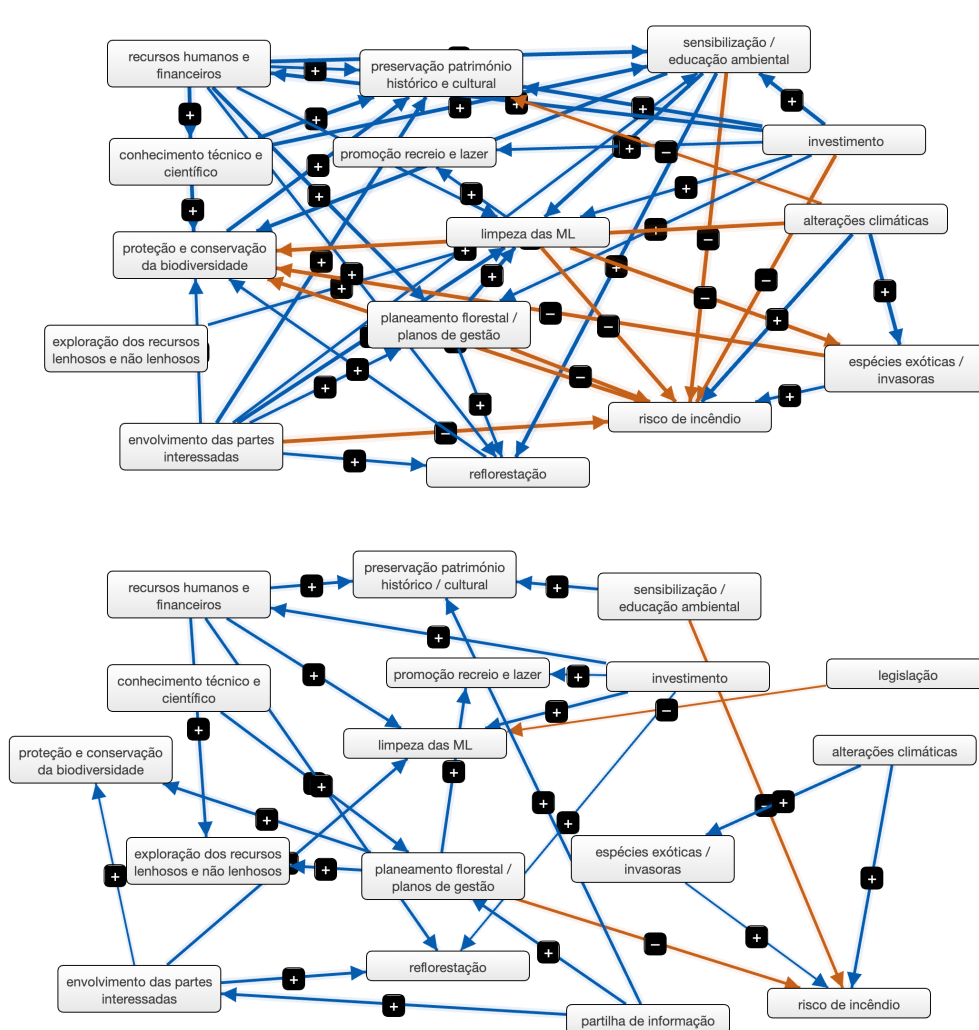 recursos humanos e
financeiros
preservação património
histórico e cultural
sensibilização /
educação ambiental
conhecimento técnico e
científico
promoção recreio e lazer
investimento
proteção e conservação
da biodiversidade
limpeza das ML
alterações climáticas
exploração dos recursos
lenhosos e não lenhosos
planeamento florestal /
planos de gestão
espécies exóticas /
invasoras
risco de incêndio
envolvimento das partes
interessadas
reflorestação
recursos humanos e
financeiros
preservação património
histórico / cultural
sensibilização /
educação ambiental
conhecimento técnico e
científico
promoção recreio e lazer
investimento
legislação
proteção e conservação
da biodiversidade
limpeza das ML
alterações climáticas
exploração dos recursos
lenhosos e não lenhosos
planeamento florestal /
planos de gestão
espécies exóticas /
invasoras
envolvimento das partes
interessadas
reflorestação
risco de incêndio
partilha de informação